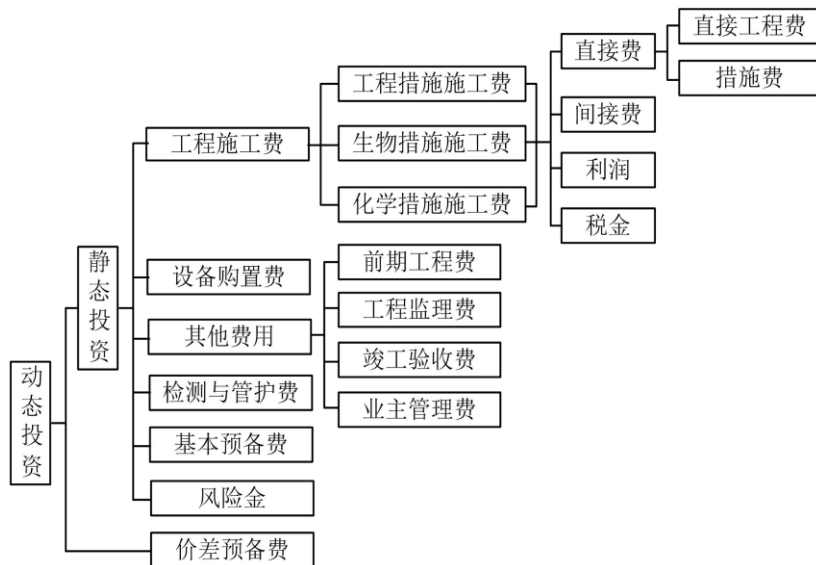 动态投资
静态投资
工程施工费
工程措施施工费
生物措施施工费
化学措施施工费
直接费
直接工程费
措施费
间接费
利润
税金
设备购置费
其他费用
前期工程费
工程监理费
竣工验收费
业主管理费
检测与管护费
基本预备费
风险金
价差预备费